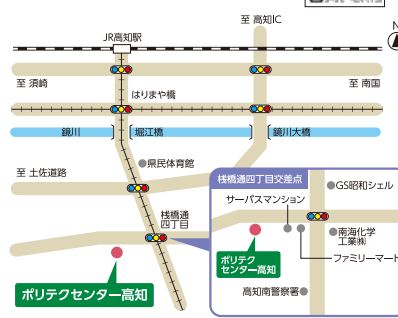 至 高知IC
JR高知駅
N
至 須崎
至 南国
はりまや橋
鏡川
堀江橋
鏡川大橋
県民体育館
至 土佐道路
桟橋通
四丁目
ポリテクセンター高知
桟橋通四丁目交差点
GS昭和シェル
サーパスマンション
南海化学
工業㈱
ポリテク
センター高知
ファミリーマート
高知南警察署